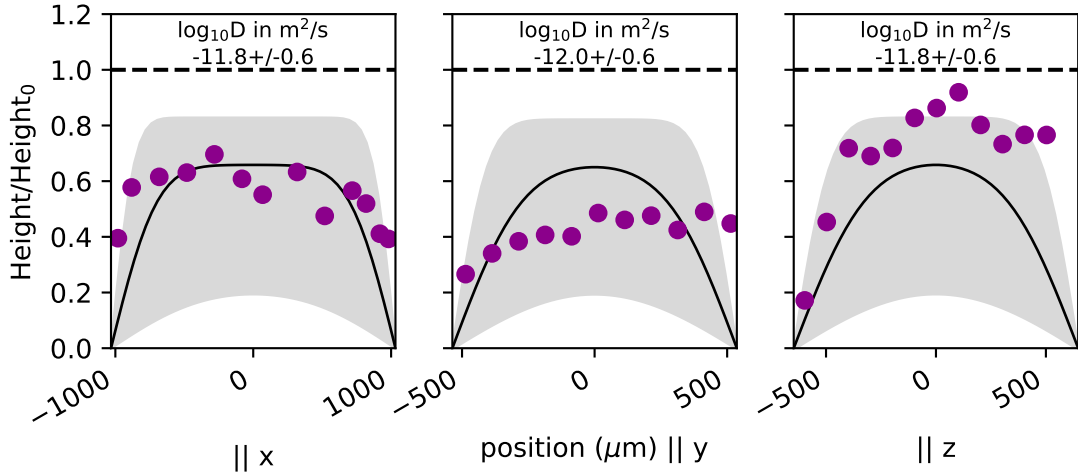 log₁₀D in m²/s
-11.8+/-0.6
log₁₀D in m²/s
-12.0+/-0.6
log₁₀D in m²/s
-11.8+/-0.6
Height/Height₀
1.2
1.0
0.8
0.6
0.4
0.2
0.0
−1000
0
1000
−500
0
500
−500
0
500
|| x
position (μm) || y
|| z